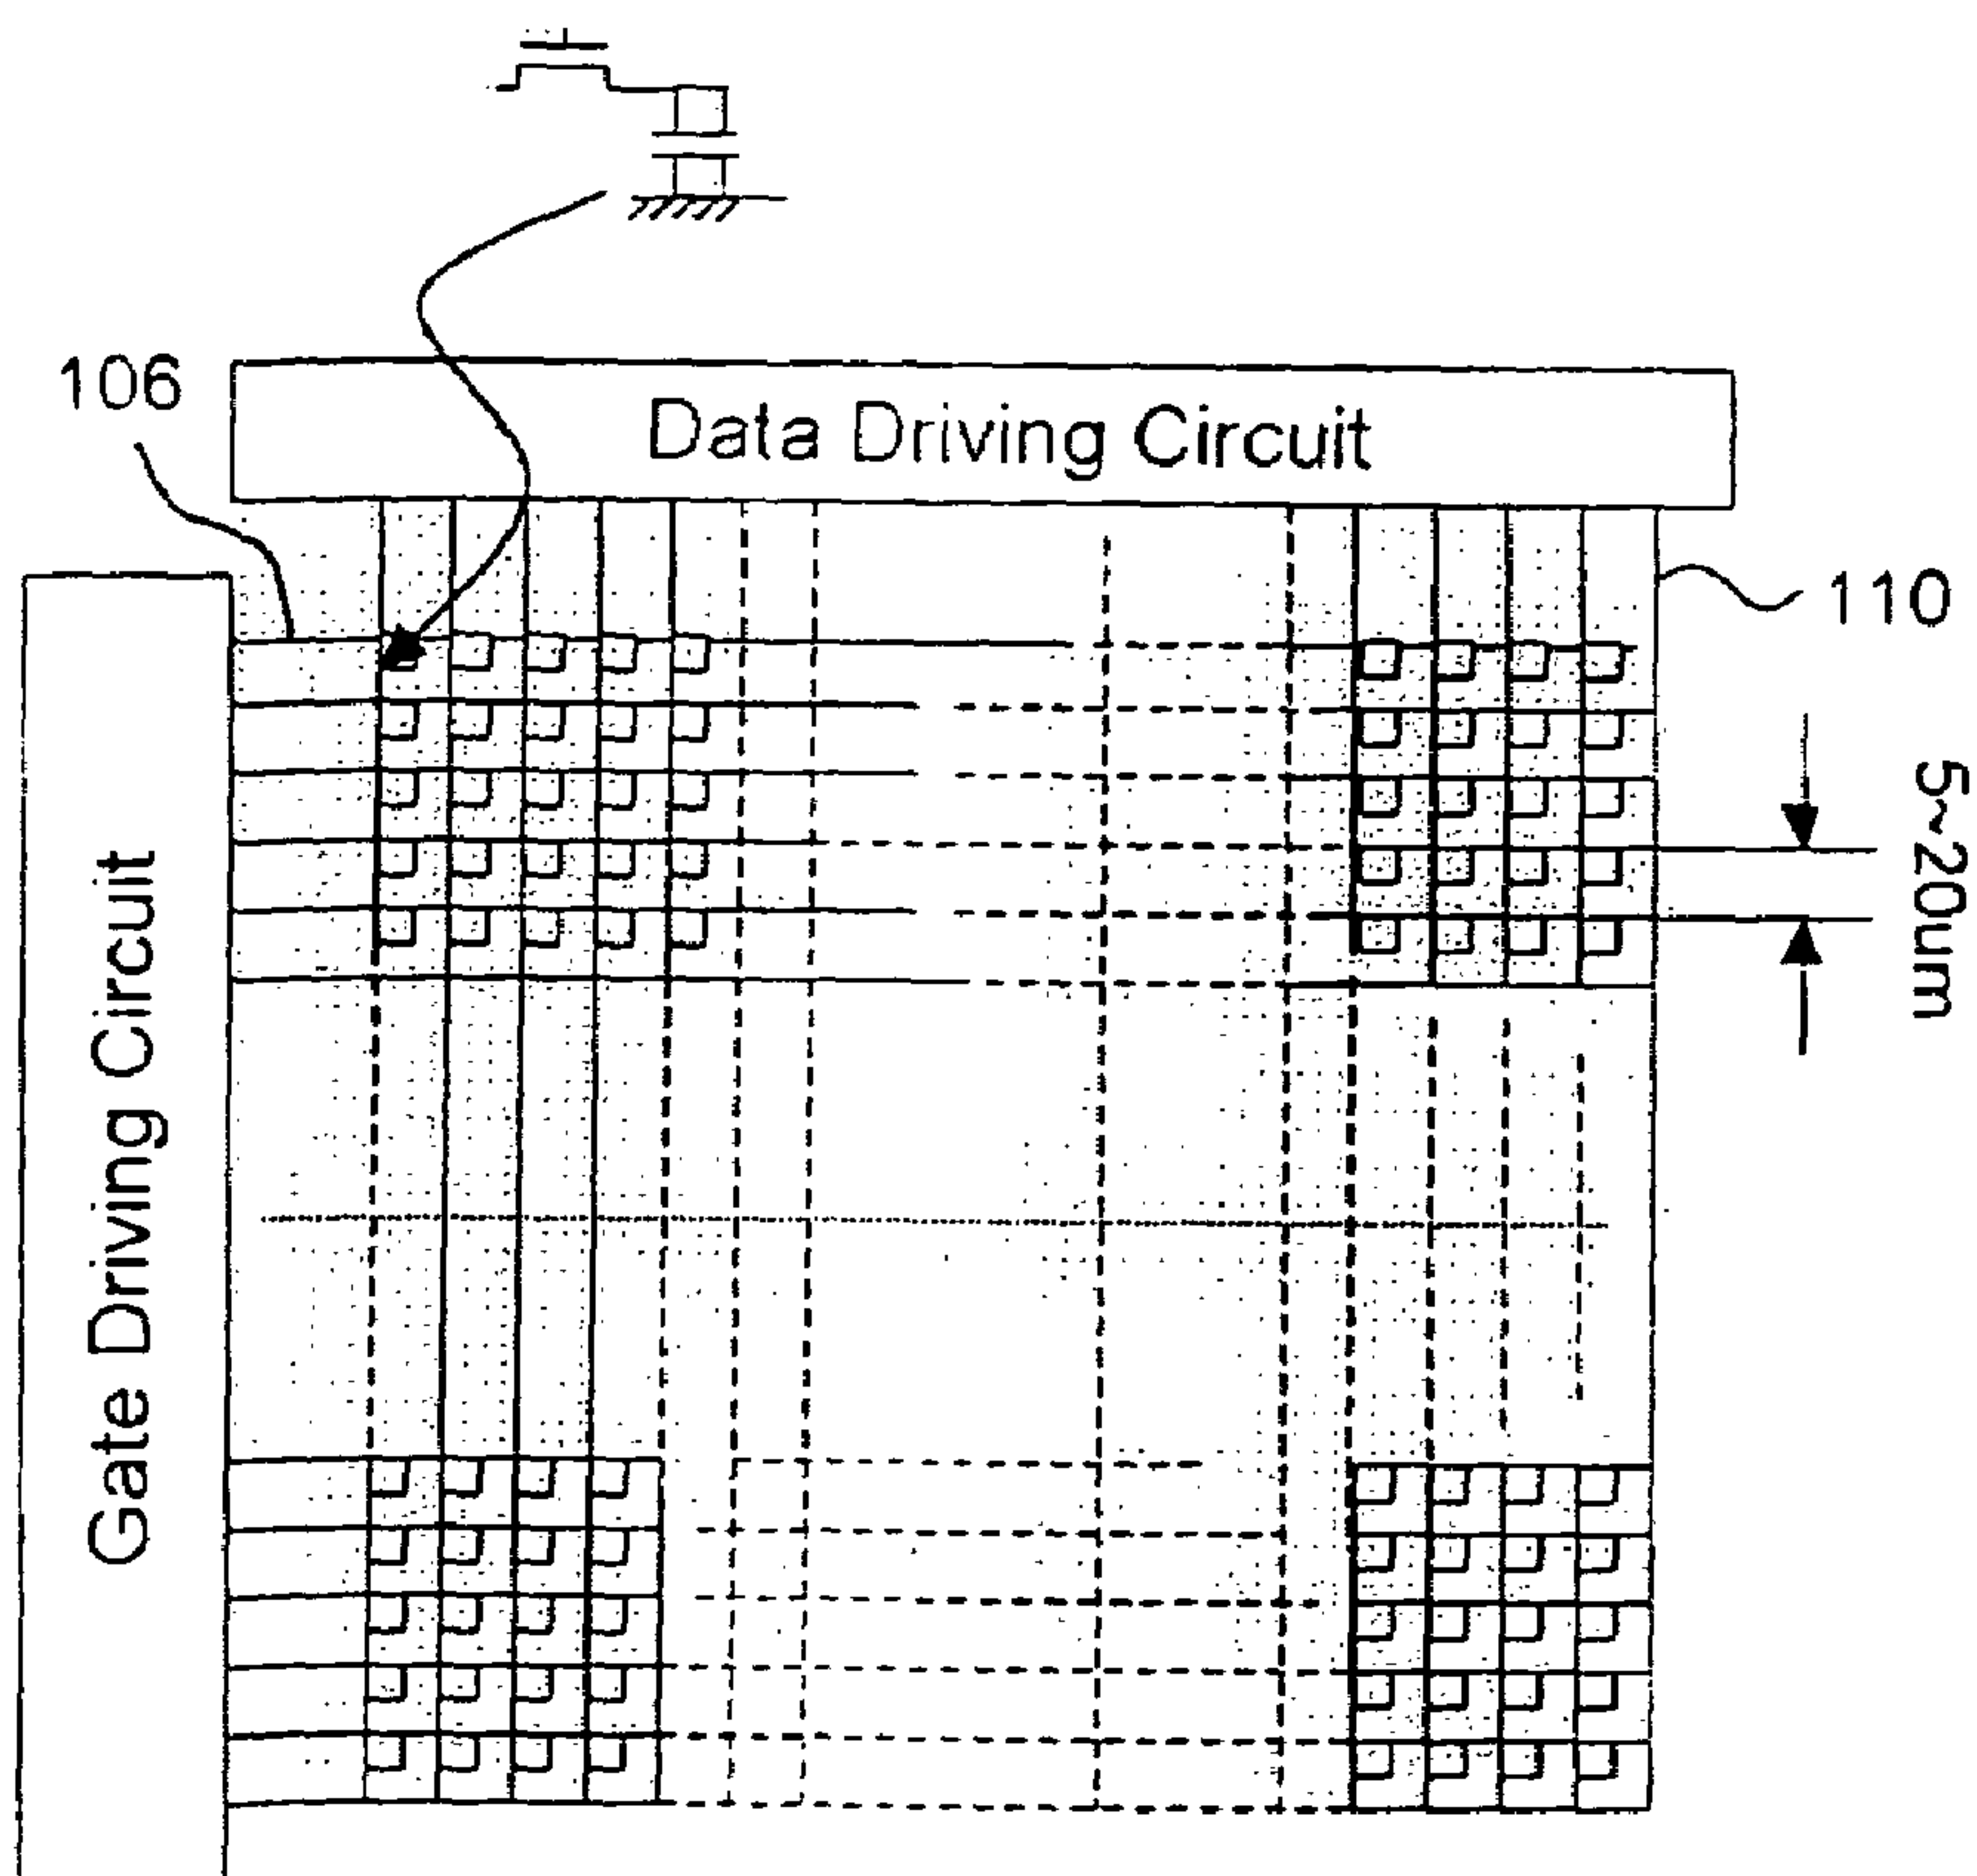 106
Data Driving Circuit
110
Gate Driving Circuit
5~20um